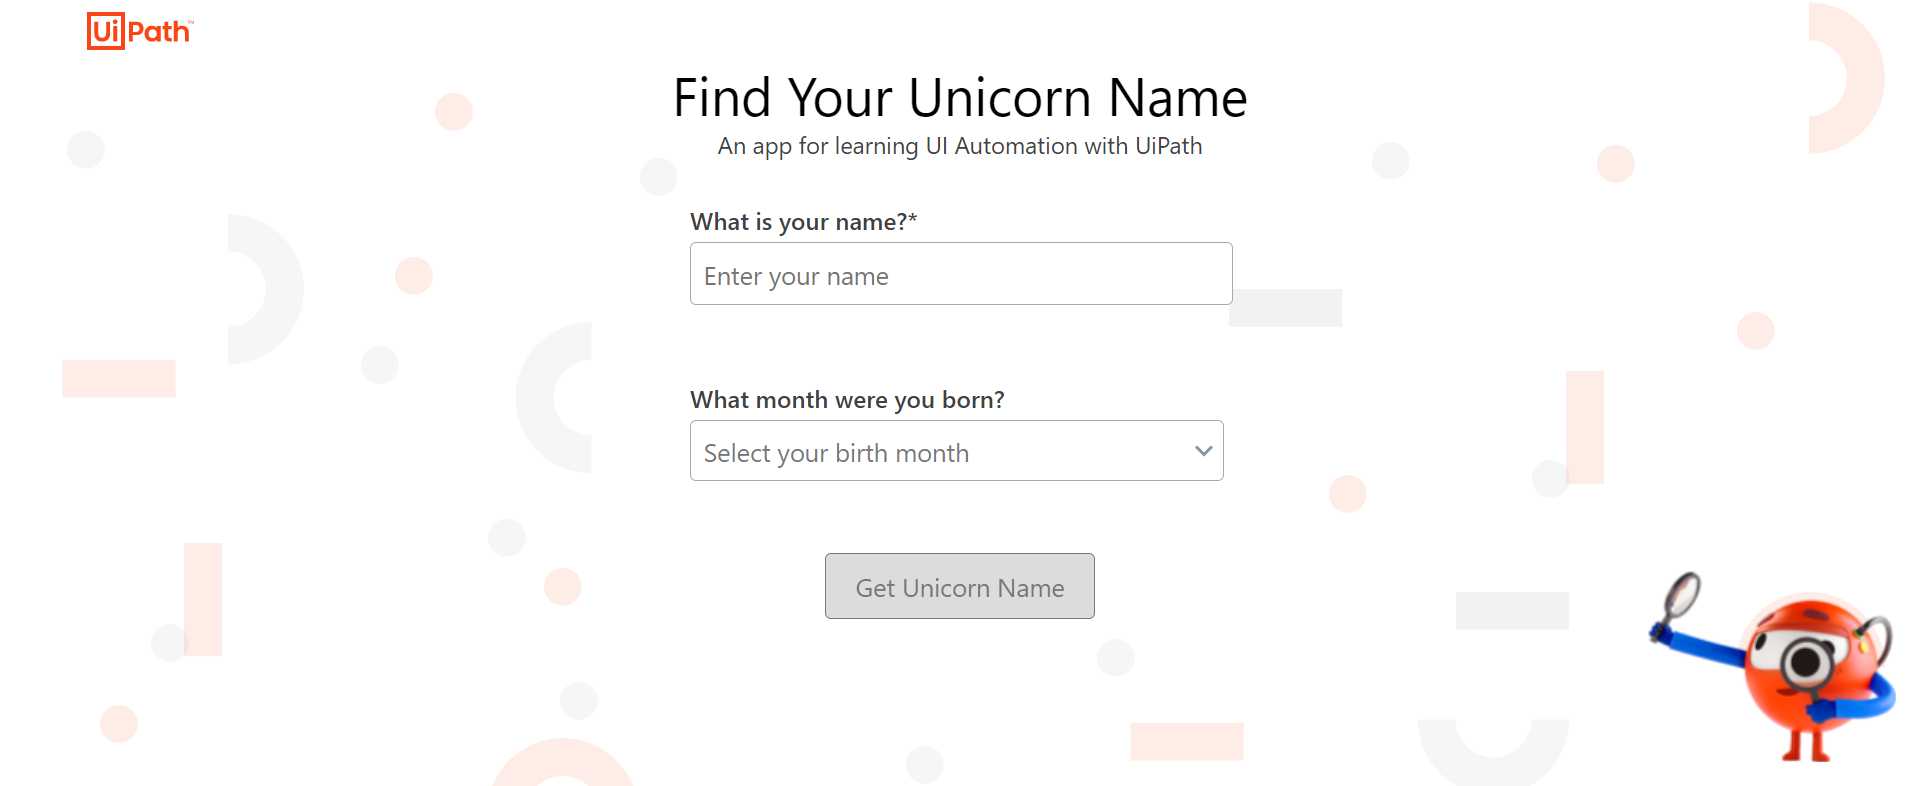 UiPath™
Find Your Unicorn Name
An app for learning UI Automation with UiPath
What is your name?*
Enter your name
What month were you born?
Select your birth month
Get Unicorn Name